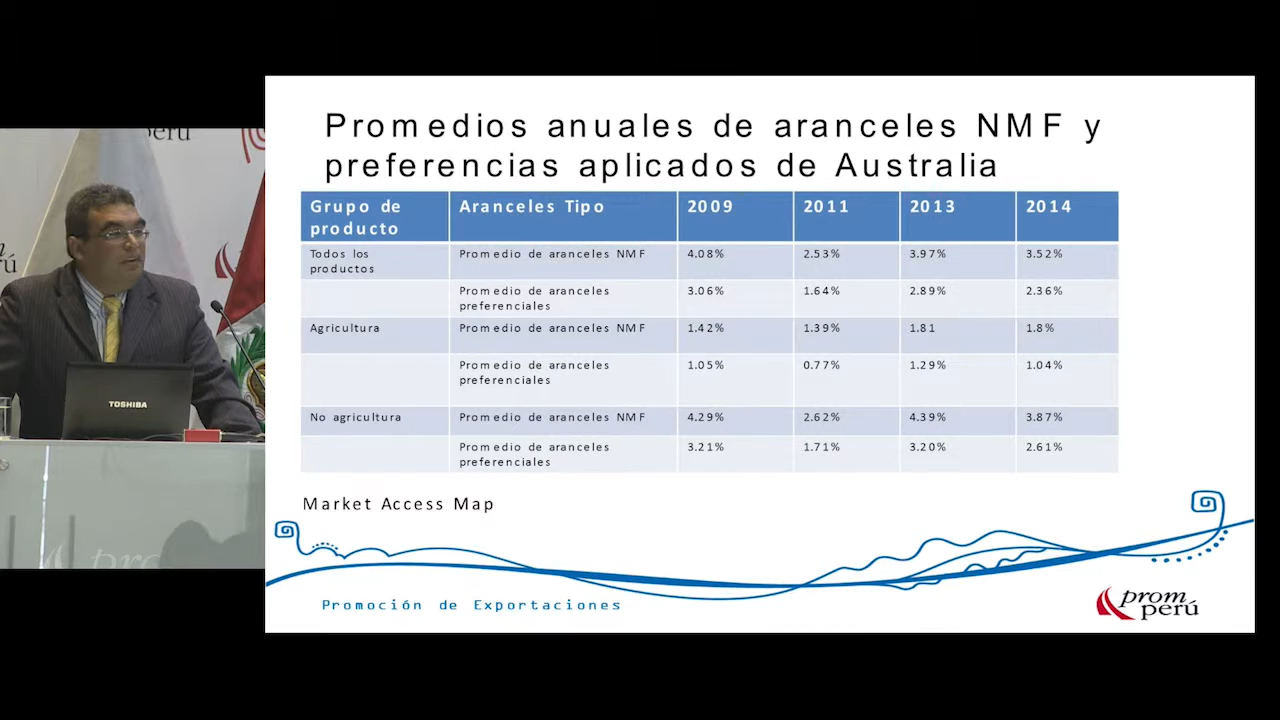 Promedios anuales de aranceles NMF y
preferencias aplicados de Australia
Grupo de producto Aranceles Tipo 2009 2011 2013 2014
Todos los productos Promedio de aranceles NMF 4.08% 2.53% 3.97% 3.52%
Promedio de aranceles preferenciales 3.06% 1.64% 2.89% 2.36%
Agricultura Promedio de aranceles NMF 1.42% 1.39% 1.81 1.8%
Promedio de aranceles preferenciales 1.05% 0.77% 1.29% 1.04%
No agricultura Promedio de aranceles NMF 4.29% 2.62% 4.39% 3.87%
Promedio de aranceles preferenciales 3.21% 1.71% 3.20% 2.61%
Market Access Map
Promoción de Exportaciones
prom
perú
perú
TOSHIBA